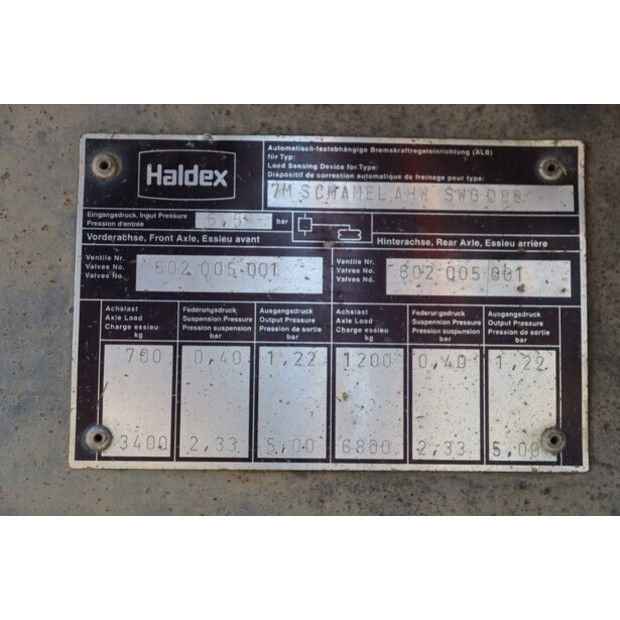 Haldex
Automatisch-lastabhängige Bremskraftregeleinrichtung (ALB)
für Typ:
Load Sensing Device for Type:
Dispositif de correction automatique de freinage pour type:
7M SCHAMEL AHW SWG 088
Eingangsdruck, Input Pressure
Pression d'entrée
6,5 bar
Vorderachse, Front Axle, Essieu avant
Hinterachse, Rear Axle, Essieu arrière
Ventile Nr.
Valves No.
Valves No.
602 005 001
Ventile Nr.
Valves No.
Valves No.
602 005 001
Achslast
Axle Load
Charge essieu
kg
Federungsdruck
Suspension Pressure
Pression suspension
bar
Ausgangsdruck
Output Pressure
Pression de sortie
bar
Achslast
Axle Load
Charge essieu
kg
Federungsdruck
Suspension Pressure
Pression suspension
bar
Ausgangsdruck
Output Pressure
Pression de sortie
bar
700 0,40 1,22 1200 0,40 1,22
3400 2,33 5,00 6800 2,33 5,00